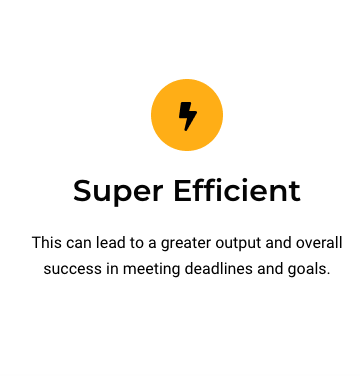 Super Efficient
This can lead to a greater output and overall
success in meeting deadlines and goals.